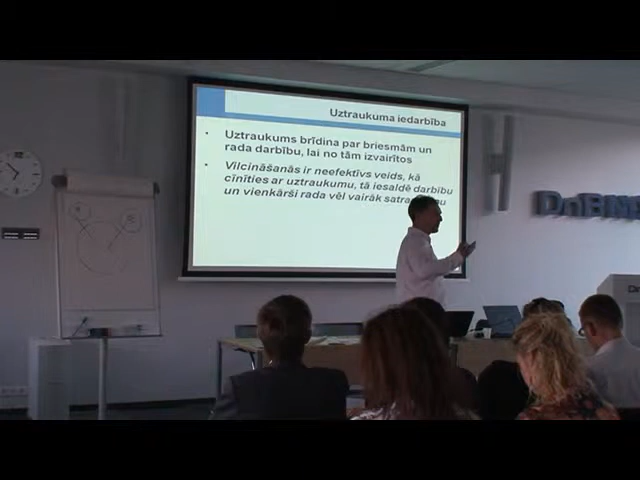 Uztraukuma iedarbība
• Uztraukums brīdina par briesmām un
rada darbību, lai no tām izvairītos
• Vilcināšanās ir neefektīvs veids, kā
cīnīties ar uztraukumu, tā iesaldē darbību
un vienkārši rada vēl vairāk
DnBNORD